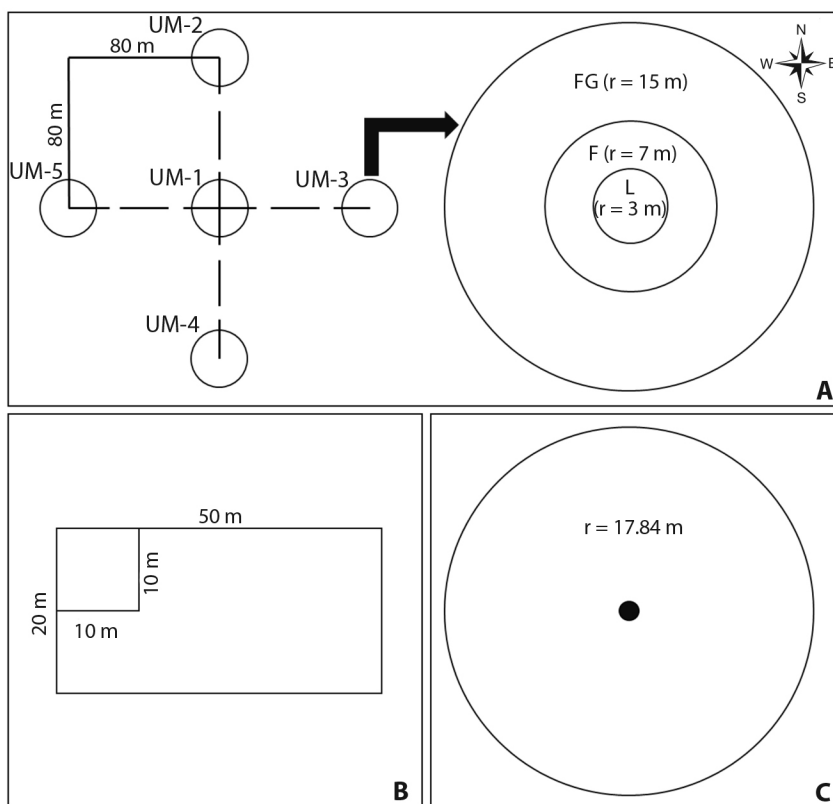 UM-2
80 m
80 m
UM-5
UM-1
UM-3
UM-4
FG (r = 15 m)
F (r = 7 m)
L
(r = 3 m)
N
W
E
S
A
50 m
20 m
10 m
10 m
B
r = 17.84 m
C